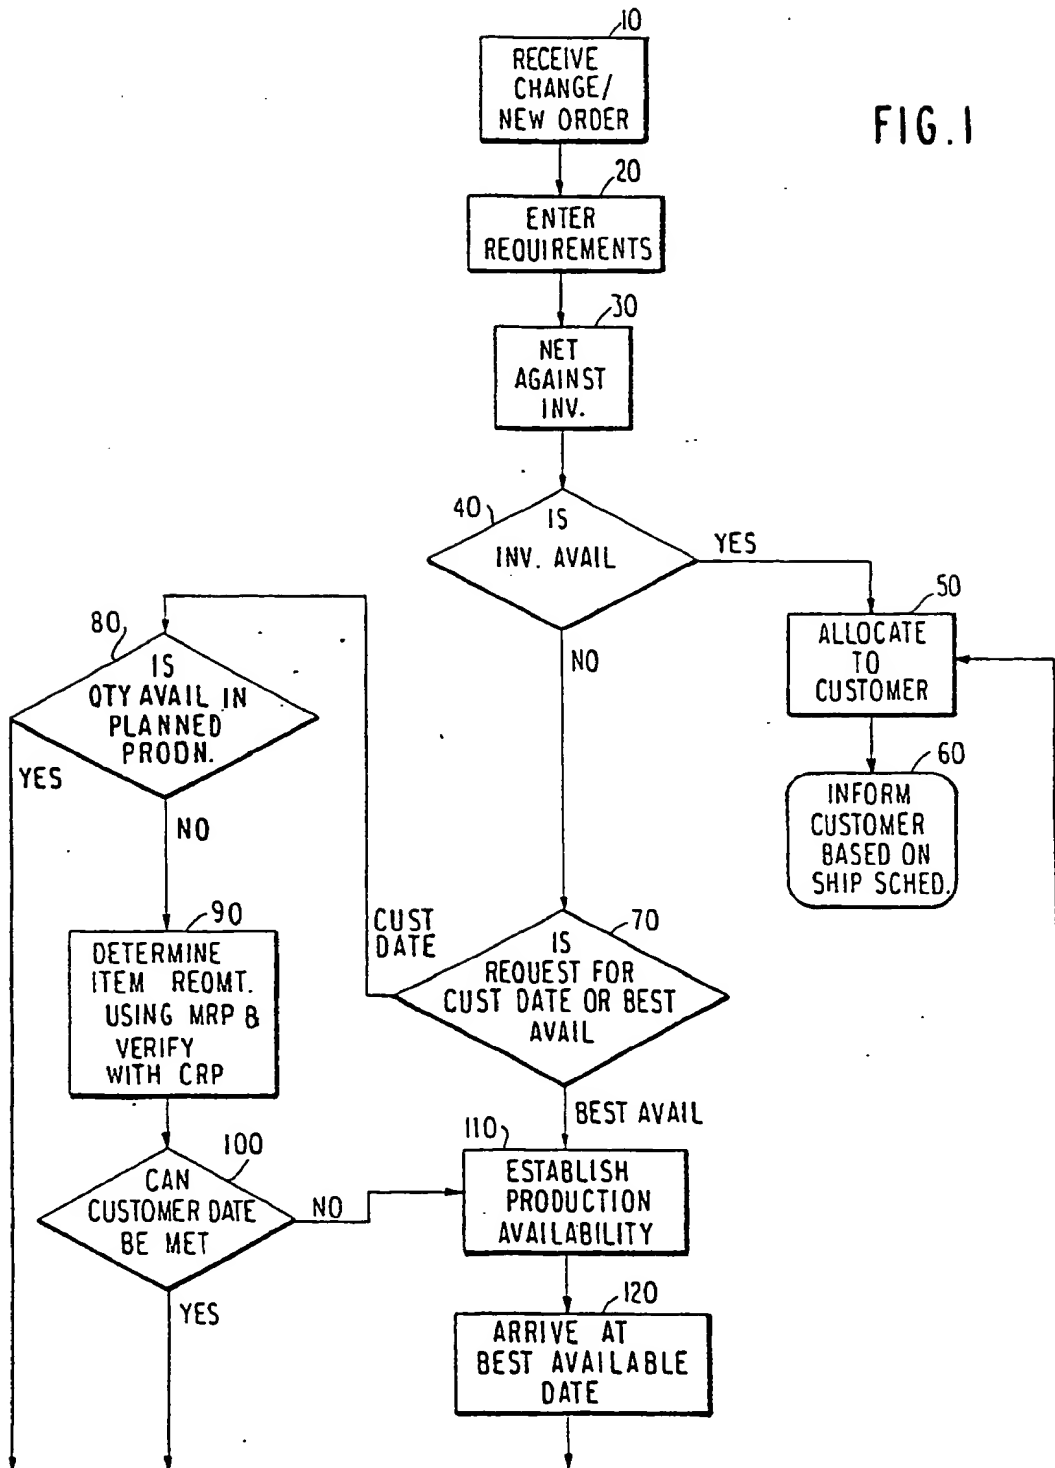 10
RECEIVE
CHANGE/
NEW ORDER
FIG.1
20
ENTER
REQUIREMENTS
30
NET
AGAINST
INV.
40
IS
INV. AVAIL
YES
NO
50
ALLOCATE
TO
CUSTOMER
60
INFORM
CUSTOMER
BASED ON
SHIP SCHED.
80
IS
QTY AVAIL IN
PLANNED
PRODN.
YES
NO
90
DETERMINE
ITEM REQMT.
USING MRP &
VERIFY
WITH CRP
CUST
DATE
70
IS
REQUEST FOR
CUST DATE OR BEST
AVAIL
BEST AVAIL
100
CAN
CUSTOMER DATE
BE MET
NO
YES
110
ESTABLISH
PRODUCTION
AVAILABILITY
120
ARRIVE AT
BEST AVAILABLE
DATE